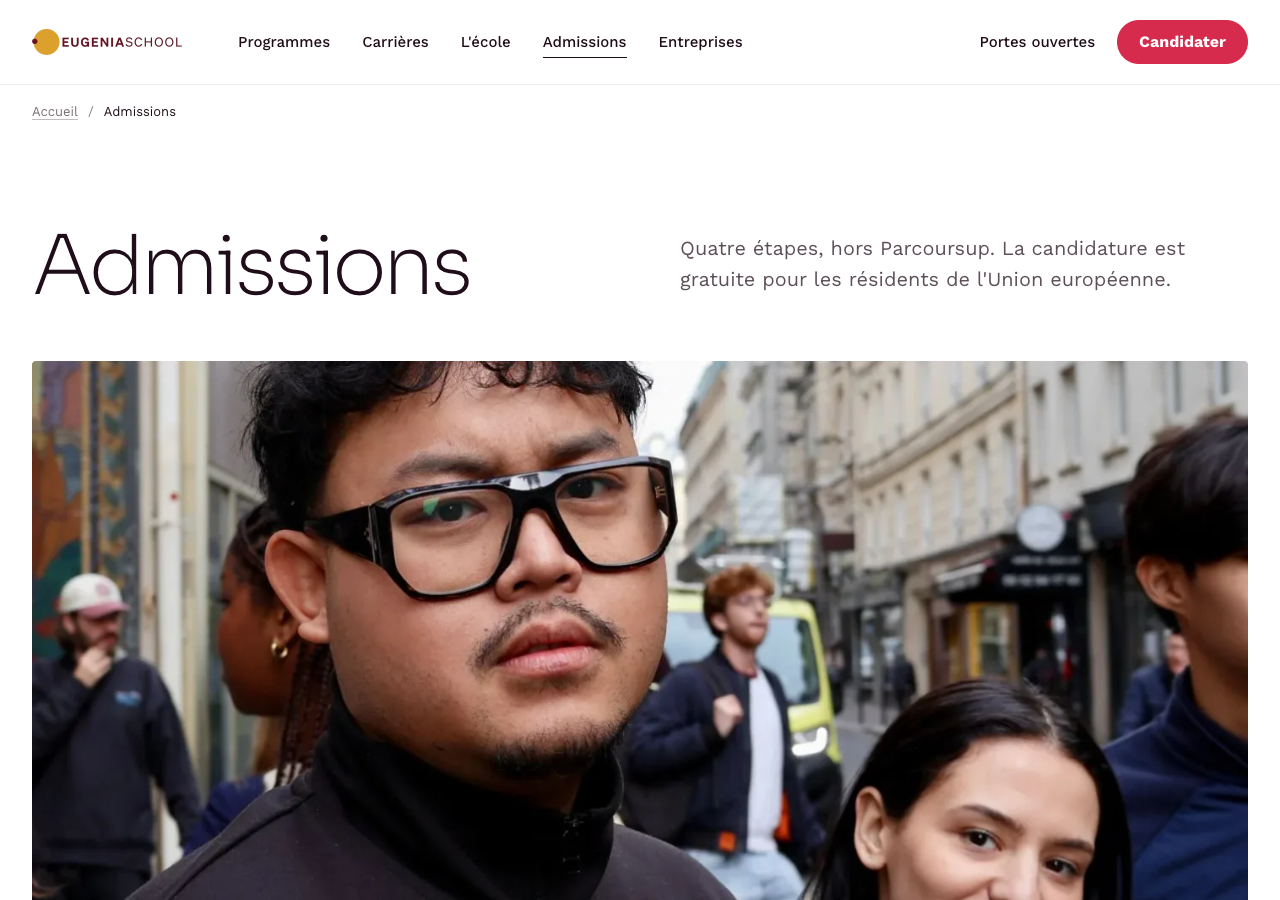 EUGENIASCHOOL
Programmes
Carrières
L'école
Admissions
Entreprises
Portes ouvertes
Candidater
Accueil / Admissions
Admissions
Quatre étapes, hors Parcoursup. La candidature est
gratuite pour les résidents de l'Union européenne.